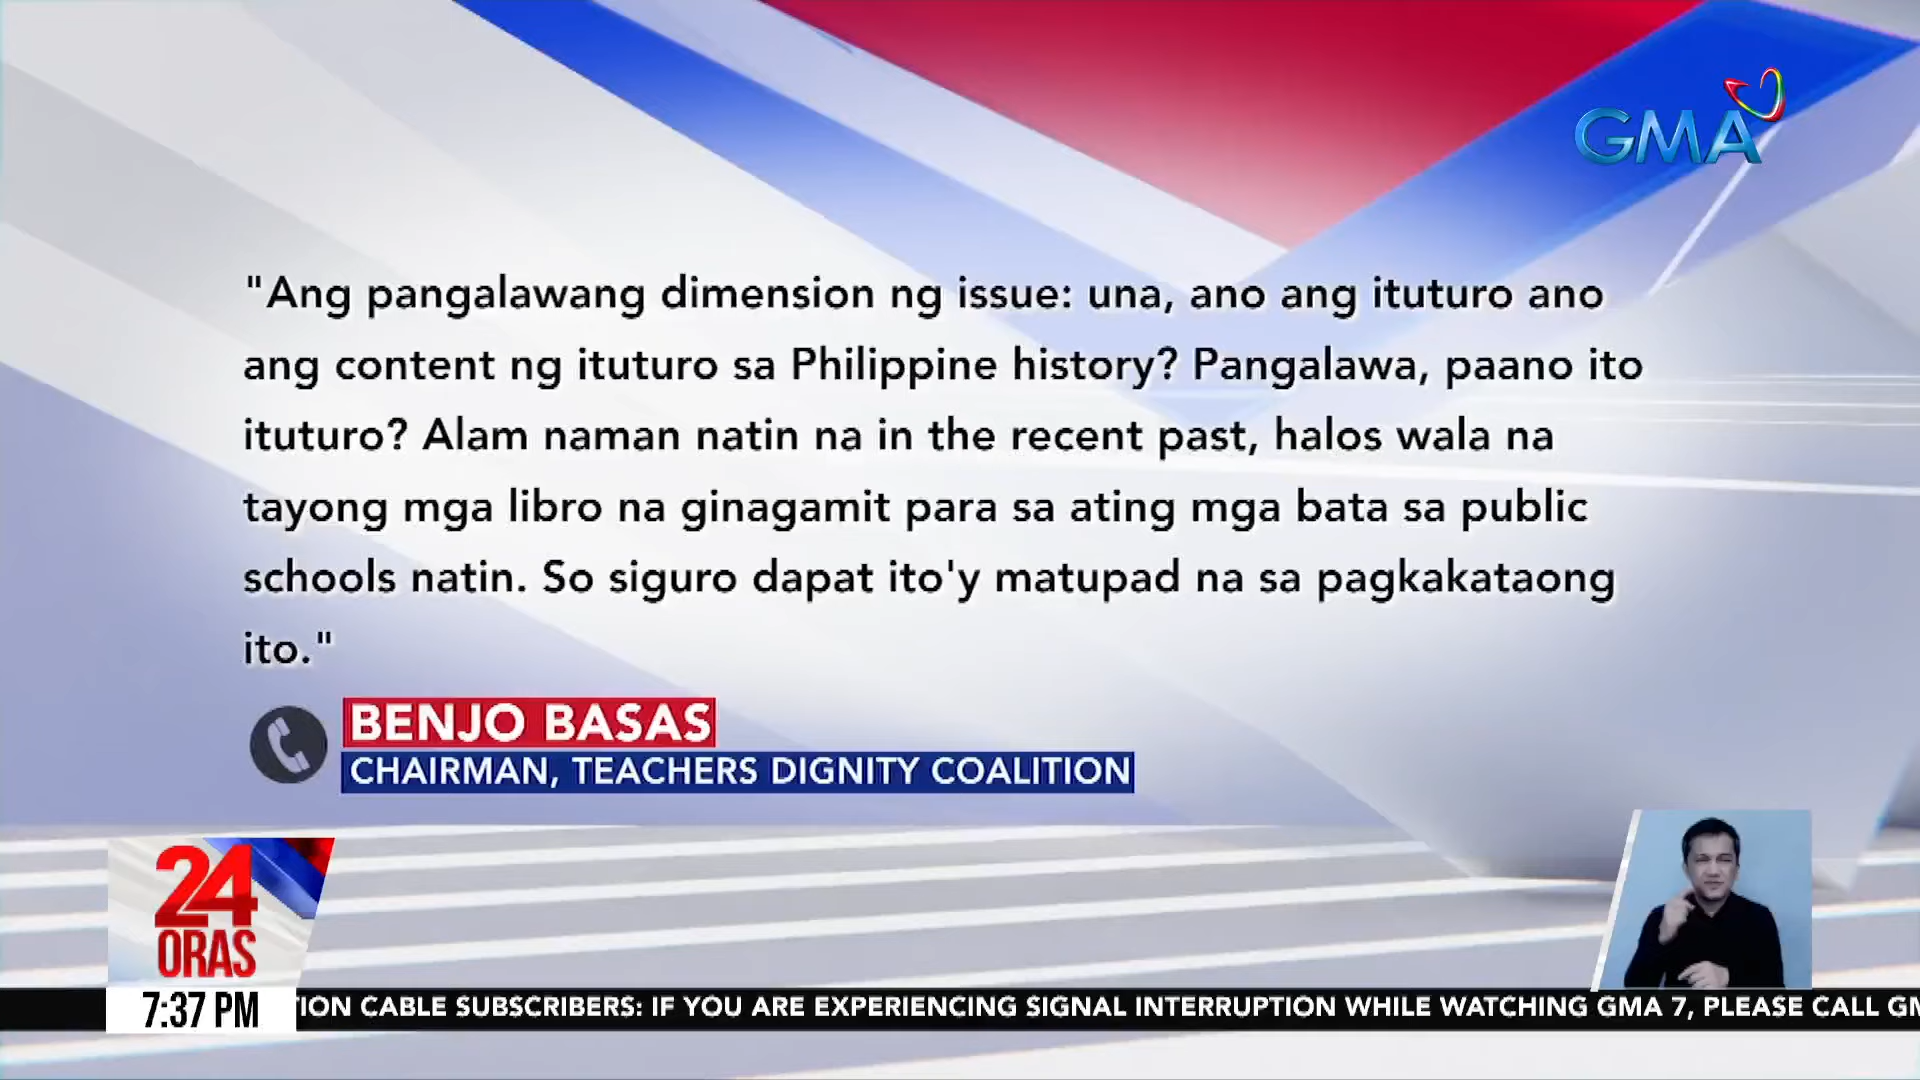 GMA
"Ang pangalawang dimension ng issue: una, ano ang ituturo ano
ang content ng ituturo sa Philippine history? Pangalawa, paano ito
ituturo? Alam naman natin na in the recent past, halos wala na
tayong mga libro na ginagamit para sa ating mga bata sa public
schools natin. So siguro dapat ito'y matupad na sa pagkakataong
ito."
BENJO BASAS
CHAIRMAN, TEACHERS DIGNITY COALITION
24
ORAS
7:37 PM
TION CABLE SUBSCRIBERS: IF YOU ARE EXPERIENCING SIGNAL INTERRUPTION WHILE WATCHING GMA 7, PLEASE CALL GM